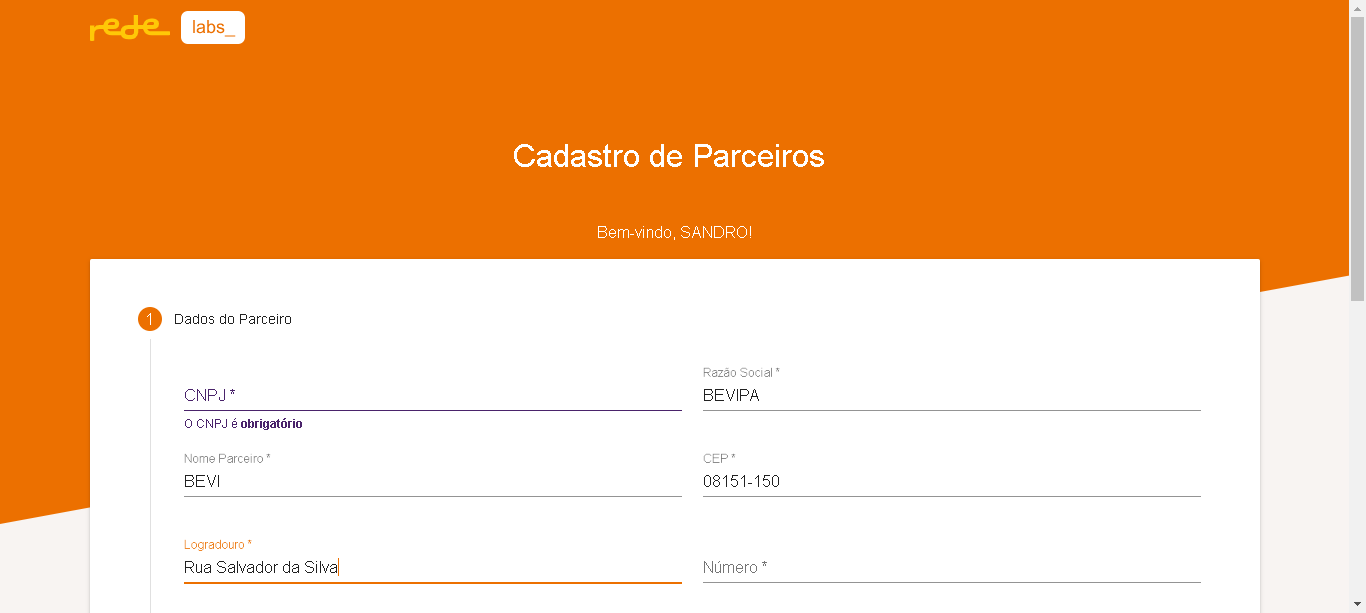 rede labs_
Cadastro de Parceiros
Bem-vindo, SANDRO!
1 Dados do Parceiro
CNPJ *
O CNPJ é obrigatório
Razão Social *
BEVIPA
Nome Parceiro *
BEVI
CEP *
08151-150
Logradouro *
Rua Salvador da Silva
Número *